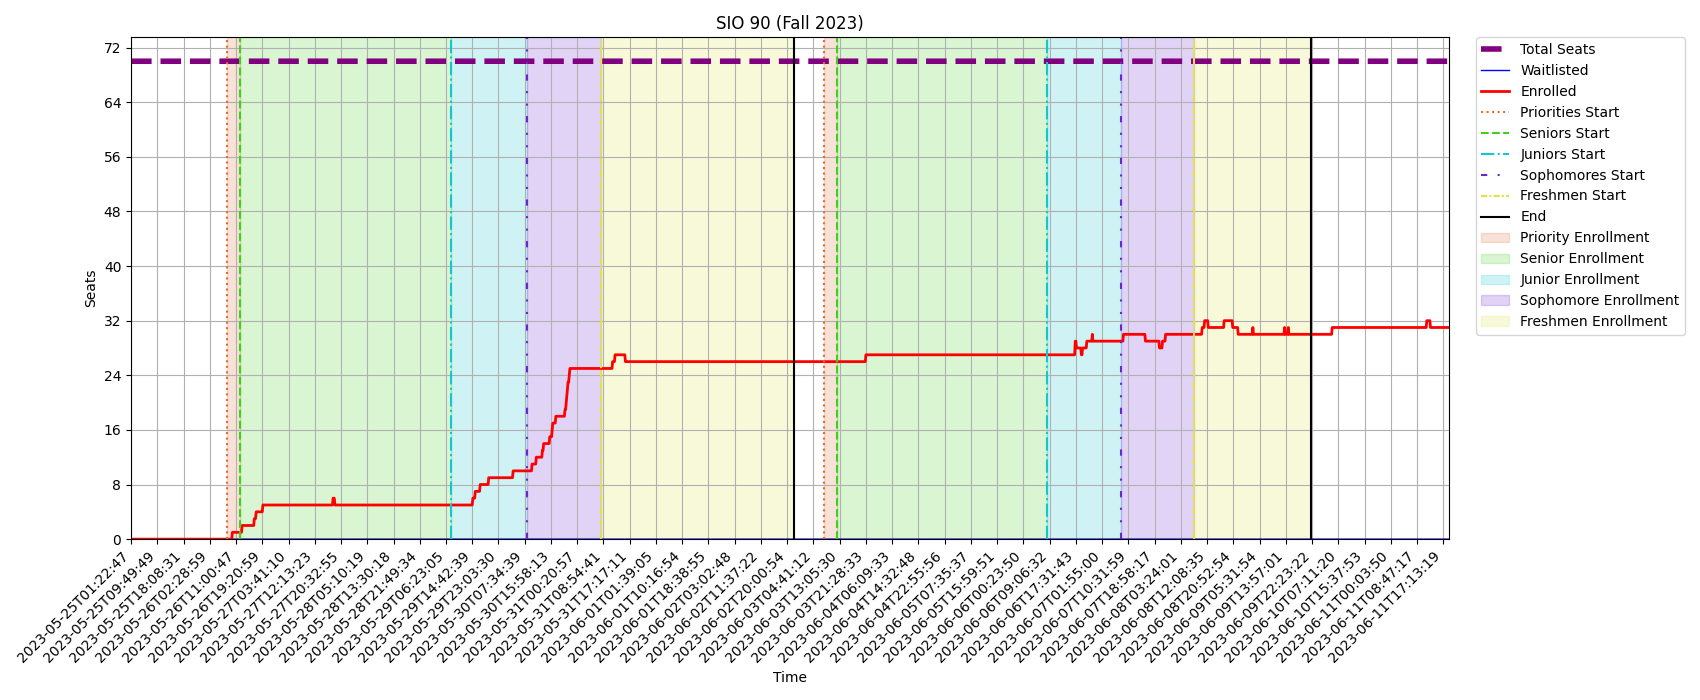 SIO 90 (Fall 2023)
Seats
72
64
56
48
40
32
24
16
8
0
2023-05-25T01:22:47
2023-05-25T09:49:49
2023-05-25T18:08:31
2023-05-26T02:28:59
2023-05-26T11:00:47
2023-05-26T19:20:59
2023-05-27T03:41:10
2023-05-27T12:13:23
2023-05-27T20:32:55
2023-05-28T05:10:19
2023-05-28T13:30:18
2023-05-28T21:49:34
2023-05-29T06:23:05
2023-05-29T14:42:39
2023-05-29T23:03:30
2023-05-30T07:34:39
2023-05-30T15:58:13
2023-05-31T00:20:57
2023-05-31T08:54:41
2023-05-31T17:17:11
2023-06-01T01:39:05
2023-06-01T10:16:54
2023-06-01T18:38:55
2023-06-02T03:02:48
2023-06-02T11:37:22
2023-06-02T20:00:54
2023-06-03T04:41:12
2023-06-03T13:05:30
2023-06-03T21:28:33
2023-06-04T06:09:33
2023-06-04T14:32:48
2023-06-04T22:55:56
2023-06-05T07:35:37
2023-06-05T15:59:51
2023-06-06T00:23:50
2023-06-06T09:06:32
2023-06-06T17:31:43
2023-06-07T01:55:00
2023-06-07T10:31:59
2023-06-07T18:58:17
2023-06-08T03:24:01
2023-06-08T12:08:35
2023-06-08T20:52:54
2023-06-09T05:31:54
2023-06-09T13:57:01
2023-06-09T22:23:22
2023-06-10T07:11:20
2023-06-10T15:37:53
2023-06-11T00:03:50
2023-06-11T08:47:17
2023-06-11T17:13:19
Time
Total Seats
Waitlisted
Enrolled
Priorities Start
Seniors Start
Juniors Start
Sophomores Start
Freshmen Start
End
Priority Enrollment
Senior Enrollment
Junior Enrollment
Sophomore Enrollment
Freshmen Enrollment